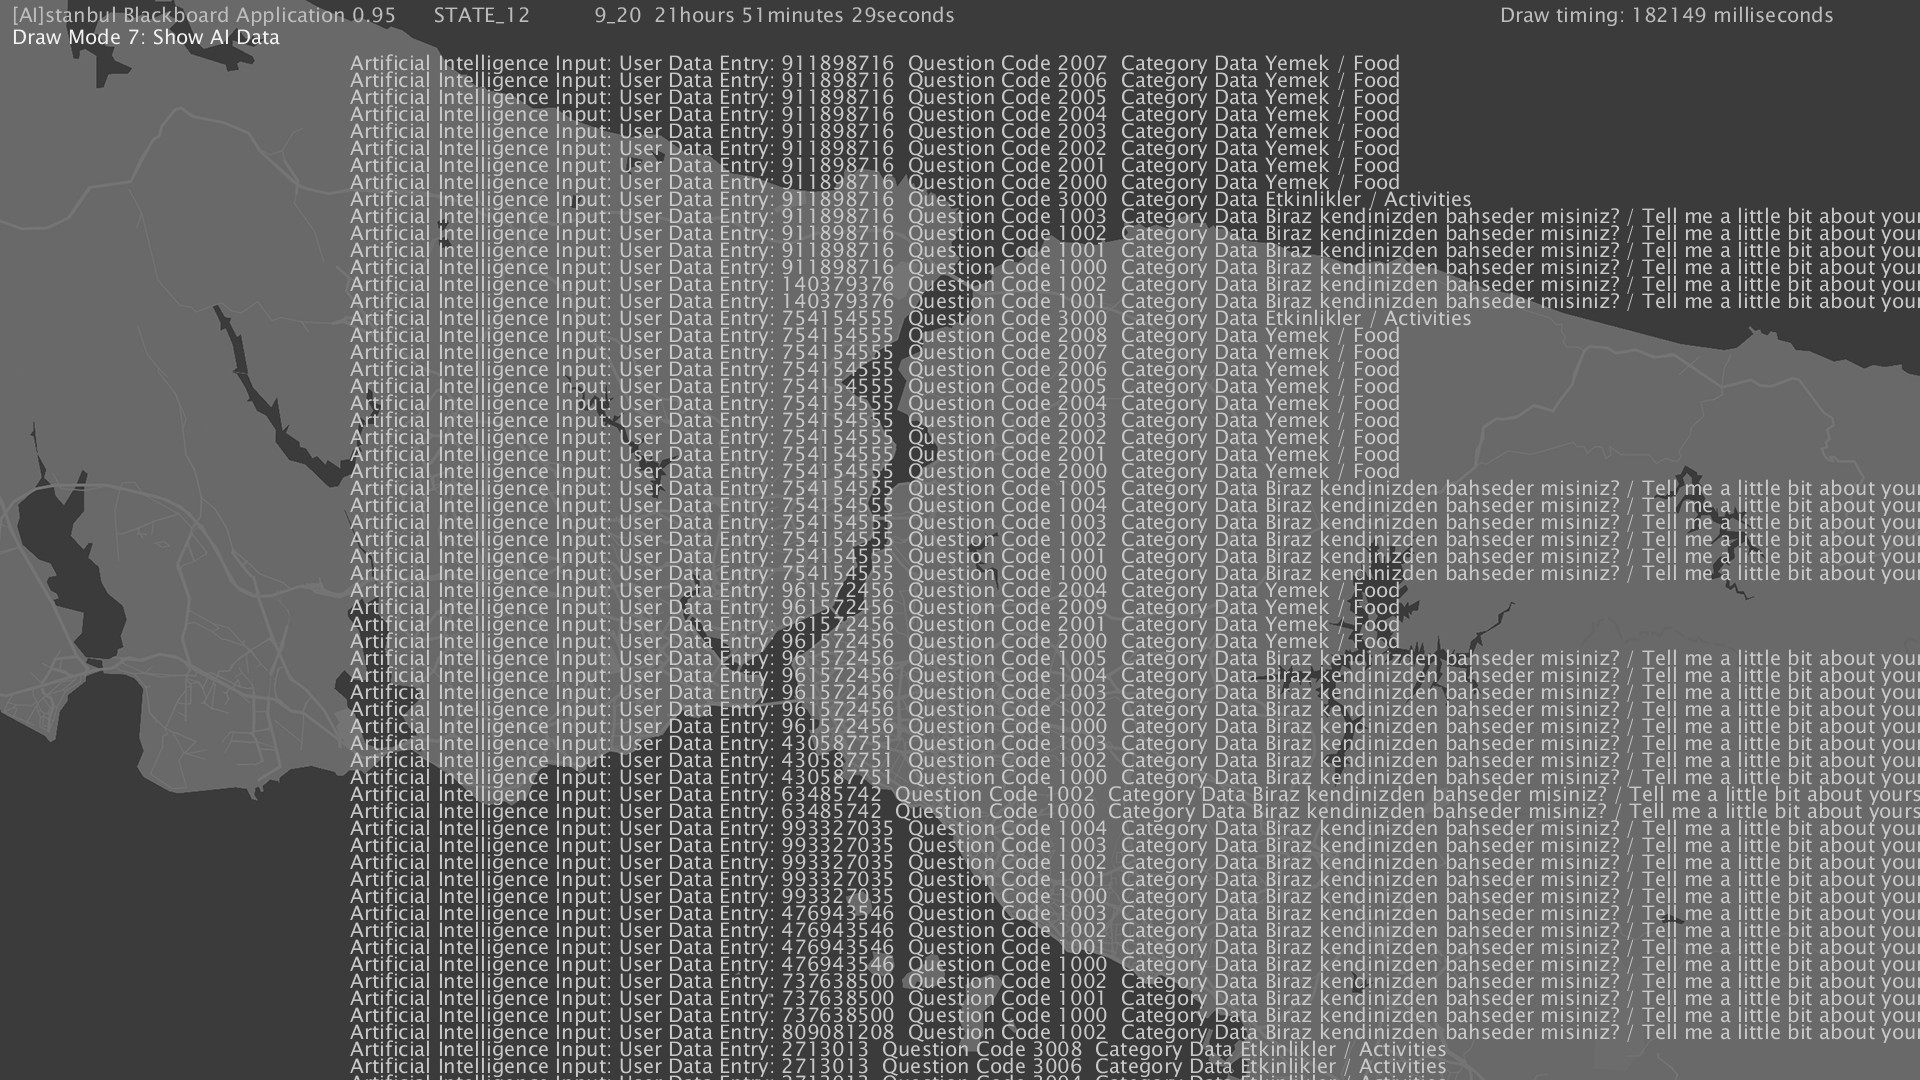 [AI]stanbul Blackboard Application 0.95 STATE_12 9_20 21hours 51minutes 29seconds Draw timing: 182149 milliseconds
Draw Mode 7: Show AI Data
Artificial Intelligence Input: User Data Entry: 911898716 Question Code 2007 Category Data Yemek / Food
Artificial Intelligence Input: User Data Entry: 911898716 Question Code 2006 Category Data Yemek / Food
Artificial Intelligence Input: User Data Entry: 911898716 Question Code 2005 Category Data Yemek / Food
Artificial Intelligence Input: User Data Entry: 911898716 Question Code 2004 Category Data Yemek / Food
Artificial Intelligence Input: User Data Entry: 911898716 Question Code 2003 Category Data Yemek / Food
Artificial Intelligence Input: User Data Entry: 911898716 Question Code 2002 Category Data Yemek / Food
Artificial Intelligence Input: User Data Entry: 911898716 Question Code 2001 Category Data Yemek / Food
Artificial Intelligence Input: User Data Entry: 911898716 Question Code 2000 Category Data Yemek / Food
Artificial Intelligence Input: User Data Entry: 911898716 Question Code 3000 Category Data Etkinlikler / Activities
Artificial Intelligence Input: User Data Entry: 911898716 Question Code 1003 Category Data Biraz kendinizden bahseder misiniz? / Tell me a little bit about your
Artificial Intelligence Input: User Data Entry: 911898716 Question Code 1002 Category Data Biraz kendinizden bahseder misiniz? / Tell me a little bit about your
Artificial Intelligence Input: User Data Entry: 911898716 Question Code 1001 Category Data Biraz kendinizden bahseder misiniz? / Tell me a little bit about your
Artificial Intelligence Input: User Data Entry: 911898716 Question Code 1000 Category Data Biraz kendinizden bahseder misiniz? / Tell me a little bit about your
Artificial Intelligence Input: User Data Entry: 140379376 Question Code 1002 Category Data Biraz kendinizden bahseder misiniz? / Tell me a little bit about your
Artificial Intelligence Input: User Data Entry: 140379376 Question Code 1001 Category Data Biraz kendinizden bahseder misiniz? / Tell me a little bit about your
Artificial Intelligence Input: User Data Entry: 754154555 Question Code 3000 Category Data Etkinlikler / Activities
Artificial Intelligence Input: User Data Entry: 754154555 Question Code 2008 Category Data Yemek / Food
Artificial Intelligence Input: User Data Entry: 754154555 Question Code 2007 Category Data Yemek / Food
Artificial Intelligence Input: User Data Entry: 754154555 Question Code 2006 Category Data Yemek / Food
Artificial Intelligence Input: User Data Entry: 754154555 Question Code 2005 Category Data Yemek / Food
Artificial Intelligence Input: User Data Entry: 754154555 Question Code 2004 Category Data Yemek / Food
Artificial Intelligence Input: User Data Entry: 754154555 Question Code 2003 Category Data Yemek / Food
Artificial Intelligence Input: User Data Entry: 754154555 Question Code 2002 Category Data Yemek / Food
Artificial Intelligence Input: User Data Entry: 754154555 Question Code 2001 Category Data Yemek / Food
Artificial Intelligence Input: User Data Entry: 754154555 Question Code 2000 Category Data Yemek / Food
Artificial Intelligence Input: User Data Entry: 754154555 Question Code 1005 Category Data Biraz kendinizden bahseder misiniz? / Tell me a little bit about your
Artificial Intelligence Input: User Data Entry: 754154555 Question Code 1004 Category Data Biraz kendinizden bahseder misiniz? / Tell me a little bit about your
Artificial Intelligence Input: User Data Entry: 754154555 Question Code 1003 Category Data Biraz kendinizden bahseder misiniz? / Tell me a little bit about your
Artificial Intelligence Input: User Data Entry: 754154555 Question Code 1002 Category Data Biraz kendinizden bahseder misiniz? / Tell me a little bit about your
Artificial Intelligence Input: User Data Entry: 754154555 Question Code 1001 Category Data Biraz kendinizden bahseder misiniz? / Tell me a little bit about your
Artificial Intelligence Input: User Data Entry: 754154555 Question Code 1000 Category Data Biraz kendinizden bahseder misiniz? / Tell me a little bit about your
Artificial Intelligence Input: User Data Entry: 961572456 Question Code 2004 Category Data Yemek / Food
Artificial Intelligence Input: User Data Entry: 961572456 Question Code 2009 Category Data Yemek / Food
Artificial Intelligence Input: User Data Entry: 961572456 Question Code 2001 Category Data Yemek / Food
Artificial Intelligence Input: User Data Entry: 961572456 Question Code 2000 Category Data Yemek / Food
Artificial Intelligence Input: User Data Entry: 961572456 Question Code 1005 Category Data Biraz kendinizden bahseder misiniz? / Tell me a little bit about your
Artificial Intelligence Input: User Data Entry: 961572456 Question Code 1004 Category Data Biraz kendinizden bahseder misiniz? / Tell me a little bit about your
Artificial Intelligence Input: User Data Entry: 961572456 Question Code 1003 Category Data Biraz kendinizden bahseder misiniz? / Tell me a little bit about your
Artificial Intelligence Input: User Data Entry: 961572456 Question Code 1002 Category Data Biraz kendinizden bahseder misiniz? / Tell me a little bit about your
Artificial Intelligence Input: User Data Entry: 961572456 Question Code 1000 Category Data Biraz kendinizden bahseder misiniz? / Tell me a little bit about your
Artificial Intelligence Input: User Data Entry: 430587751 Question Code 1003 Category Data Biraz kendinizden bahseder misiniz? / Tell me a little bit about your
Artificial Intelligence Input: User Data Entry: 430587751 Question Code 1002 Category Data Biraz kendinizden bahseder misiniz? / Tell me a little bit about your
Artificial Intelligence Input: User Data Entry: 430587751 Question Code 1000 Category Data Biraz kendinizden bahseder misiniz? / Tell me a little bit about your
Artificial Intelligence Input: User Data Entry: 63485742 Question Code 1002 Category Data Biraz kendinizden bahseder misiniz? / Tell me a little bit about yours
Artificial Intelligence Input: User Data Entry: 63485742 Question Code 1000 Category Data Biraz kendinizden bahseder misiniz? / Tell me a little bit about yours
Artificial Intelligence Input: User Data Entry: 993327035 Question Code 1004 Category Data Biraz kendinizden bahseder misiniz? / Tell me a little bit about your
Artificial Intelligence Input: User Data Entry: 993327035 Question Code 1003 Category Data Biraz kendinizden bahseder misiniz? / Tell me a little bit about your
Artificial Intelligence Input: User Data Entry: 993327035 Question Code 1002 Category Data Biraz kendinizden bahseder misiniz? / Tell me a little bit about your
Artificial Intelligence Input: User Data Entry: 993327035 Question Code 1001 Category Data Biraz kendinizden bahseder misiniz? / Tell me a little bit about your
Artificial Intelligence Input: User Data Entry: 993327035 Question Code 1000 Category Data Biraz kendinizden bahseder misiniz? / Tell me a little bit about your
Artificial Intelligence Input: User Data Entry: 476943546 Question Code 1003 Category Data Biraz kendinizden bahseder misiniz? / Tell me a little bit about your
Artificial Intelligence Input: User Data Entry: 476943546 Question Code 1002 Category Data Biraz kendinizden bahseder misiniz? / Tell me a little bit about your
Artificial Intelligence Input: User Data Entry: 476943546 Question Code 1001 Category Data Biraz kendinizden bahseder misiniz? / Tell me a little bit about your
Artificial Intelligence Input: User Data Entry: 476943546 Question Code 1000 Category Data Biraz kendinizden bahseder misiniz? / Tell me a little bit about your
Artificial Intelligence Input: User Data Entry: 737638500 Question Code 1002 Category Data Biraz kendinizden bahseder misiniz? / Tell me a little bit about your
Artificial Intelligence Input: User Data Entry: 737638500 Question Code 1001 Category Data Biraz kendinizden bahseder misiniz? / Tell me a little bit about your
Artificial Intelligence Input: User Data Entry: 737638500 Question Code 1000 Category Data Biraz kendinizden bahseder misiniz? / Tell me a little bit about your
Artificial Intelligence Input: User Data Entry: 809081208 Question Code 1002 Category Data Biraz kendinizden bahseder misiniz? / Tell me a little bit about your
Artificial Intelligence Input: User Data Entry: 2713013 Question Code 3008 Category Data Etkinlikler / Activities
Artificial Intelligence Input: User Data Entry: 2713013 Question Code 3006 Category Data Etkinlikler / Activities